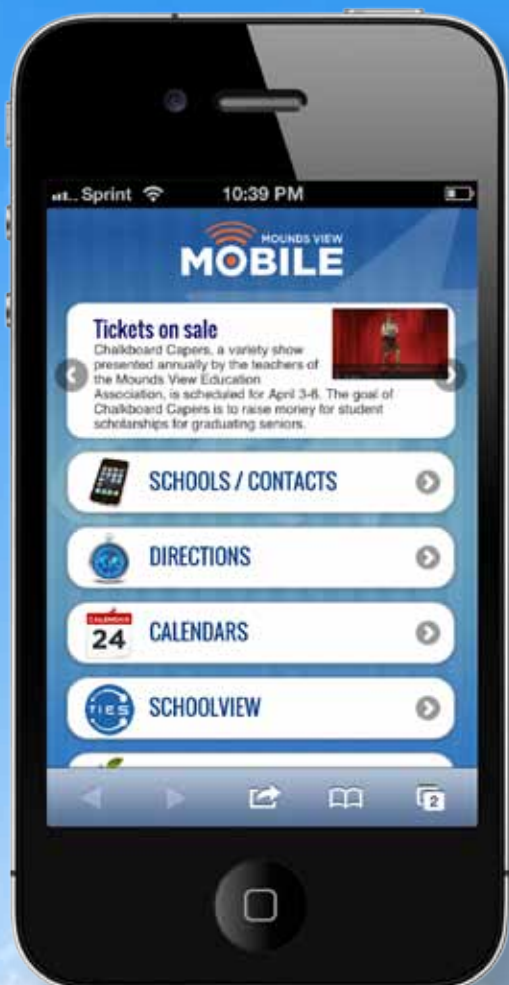 Sprint 10:39 PM
MOUNDS VIEW
MOBILE
Tickets on sale
Chalkboard Capers, a variety show
presented annually by the teachers of
the Mounds View Education
Association, is scheduled for April 3-6. The goal of
Chalkboard Capers is to raise money for student
scholarships for graduating seniors.
SCHOOLS / CONTACTS
DIRECTIONS
CALENDAR
24
CALENDARS
TIES
SCHOOLVIEW
2